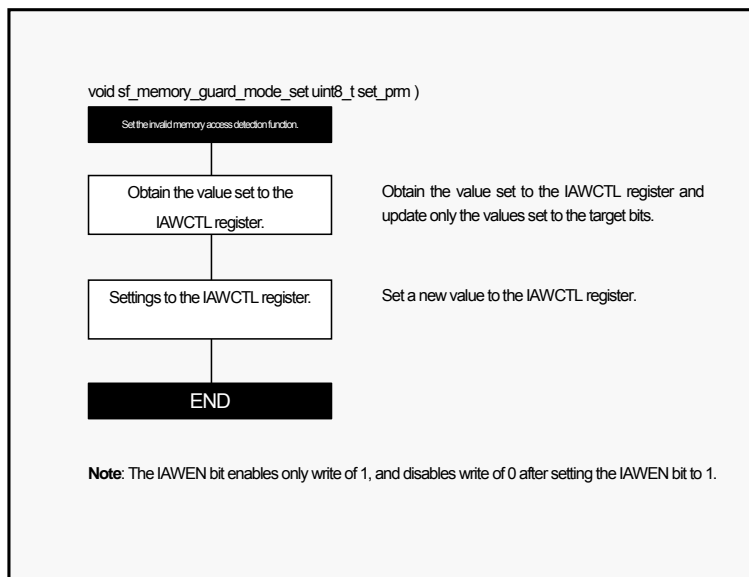 void sf_memory_guard_mode_set uint8_t set_prm )
Set the invalid memory access detection function.
Obtain the value set to the
IAWCTL register.
Obtain the value set to the IAWCTL register and
update only the values set to the target bits.
Settings to the IAWCTL register.
Set a new value to the IAWCTL register.
END
Note: The IAWEN bit enables only write of 1, and disables write of 0 after setting the IAWEN bit to 1.